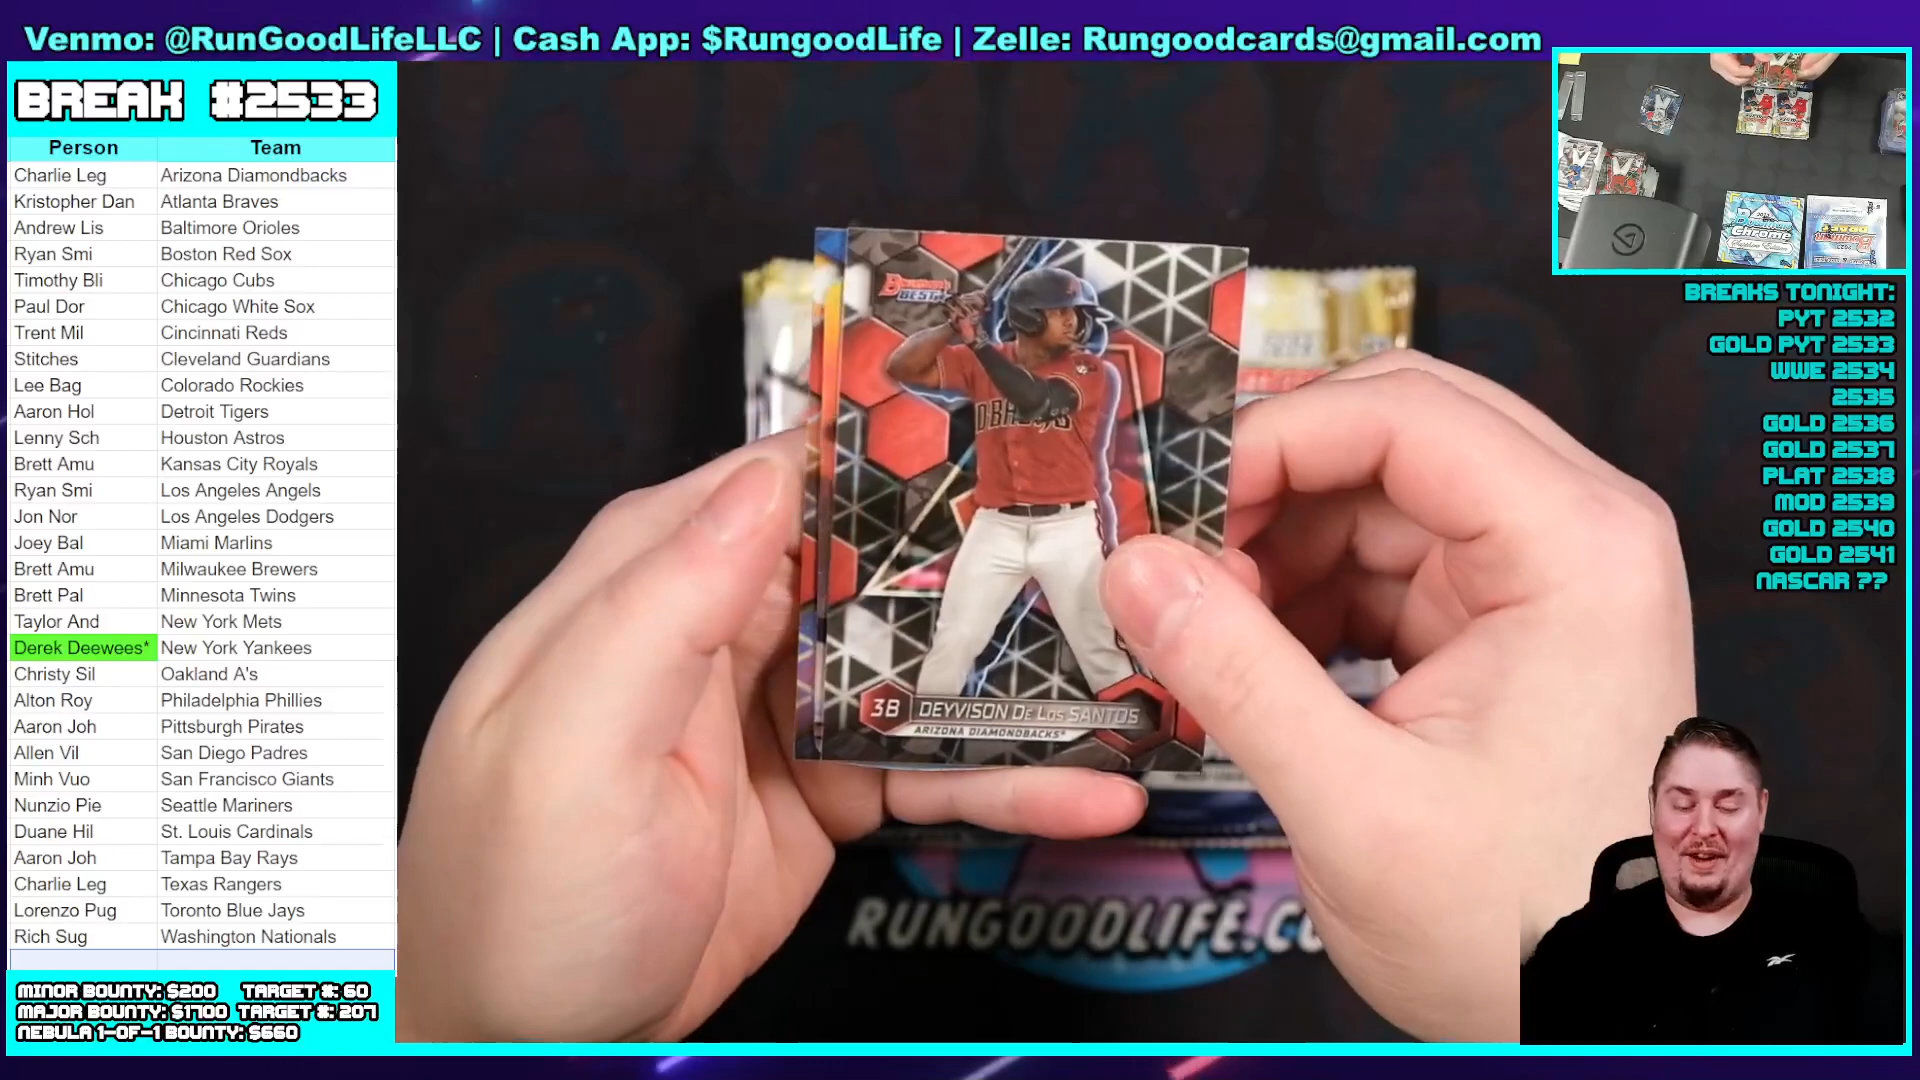 Venmo: @RunGoodLifeLLC | Cash App: $RungoodLife | Zelle: Rungoodcards@gmail.com
BREAK #2533
Person Team
Charlie Leg Arizona Diamondbacks
Kristopher Dan Atlanta Braves
Andrew Lis Baltimore Orioles
Ryan Smi Boston Red Sox
Timothy Bli Chicago Cubs
Paul Dor Chicago White Sox
Trent Mil Cincinnati Reds
Stitches Cleveland Guardians
Lee Bag Colorado Rockies
Aaron Hol Detroit Tigers
Lenny Sch Houston Astros
Brett Amu Kansas City Royals
Ryan Smi Los Angeles Angels
Jon Nor Los Angeles Dodgers
Joey Bal Miami Marlins
Brett Amu Milwaukee Brewers
Brett Pal Minnesota Twins
Taylor And New York Mets
Derek Deewees* New York Yankees
Christy Sil Oakland A's
Alton Roy Philadelphia Phillies
Aaron Joh Pittsburgh Pirates
Allen Vil San Diego Padres
Minh Vuo San Francisco Giants
Nunzio Pie Seattle Mariners
Duane Hil St. Louis Cardinals
Aaron Joh Tampa Bay Rays
Charlie Leg Texas Rangers
Lorenzo Pug Toronto Blue Jays
Rich Sug Washington Nationals
MINOR BOUNTY: $200 TARGET #: 60
MAJOR BOUNTY: $1700 TARGET #: 207
NEBULA 1-OF-1 BOUNTY: $660
Bowman's
BEST
3B DEYVISON DE LOS SANTOS
ARIZONA DIAMONDBACKS
RUNGOODLIFE.C
Bowman
Chrome
Sapphire Edition
BREAKS TONIGHT:
PYT 2532
GOLD PYT 2533
WWE 2534
2535
GOLD 2536
GOLD 2537
PLAT 2538
MOD 2539
GOLD 2540
GOLD 2541
NASCAR ??